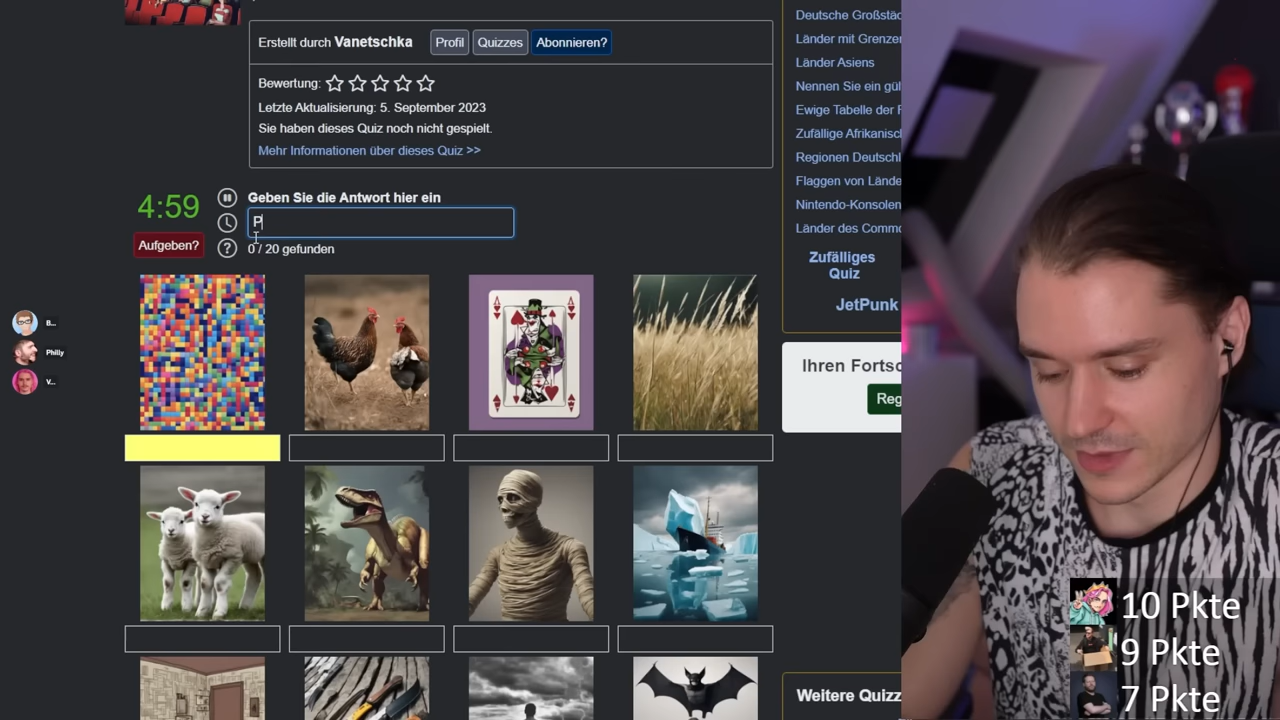 Erstellt durch Vanetschka
Profil
Quizzes
Abonnieren?
Bewertung:
Letzte Aktualisierung: 5. September 2023
Sie haben dieses Quiz noch nicht gespielt.
Mehr Informationen über dieses Quiz >>
4:59
Geben Sie die Antwort hier ein
P
Aufgeben?
0 / 20 gefunden
B...
Philly
V...
Deutsche Großstäd
Länder mit Grenzen
Länder Asiens
Nennen Sie ein gül
Ewige Tabelle der F
Zufällige Afrikanisch
Regionen Deutschl
Flaggen von Lände
Nintendo-Konsolen
Länder des Commo
Zufälliges
Quiz
JetPunk
Ihren Fortsc
Reg
Weitere Quizz
10 Pkte
9 Pkte
7 Pkte